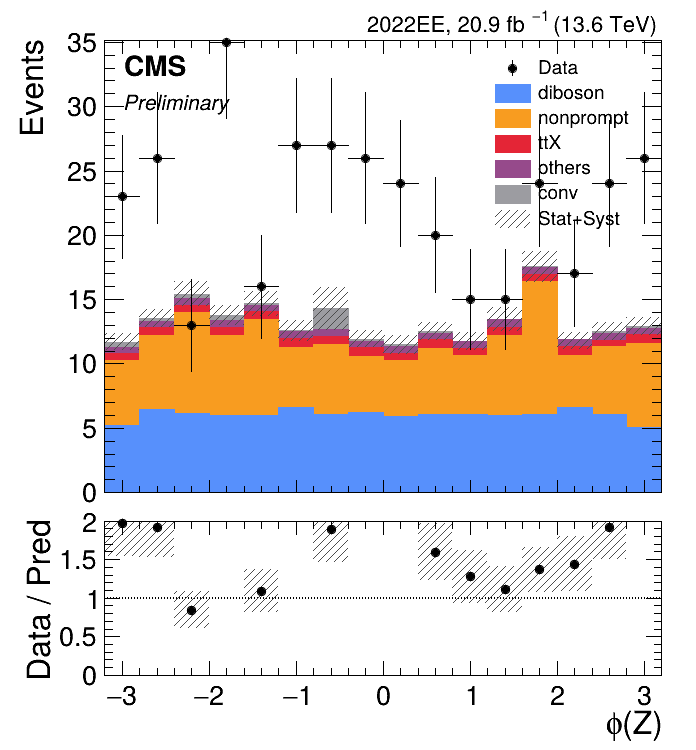 2022EE, 20.9 fb⁻¹ (13.6 TeV)
Events
35
30
25
20
15
10
5
0
CMS
Preliminary
Data
diboson
nonprompt
ttX
others
conv
Stat+Syst
Data / Pred
2
1.5
1
0.5
0
−3 −2 −1 0 1 2 3
ϕ(Z)